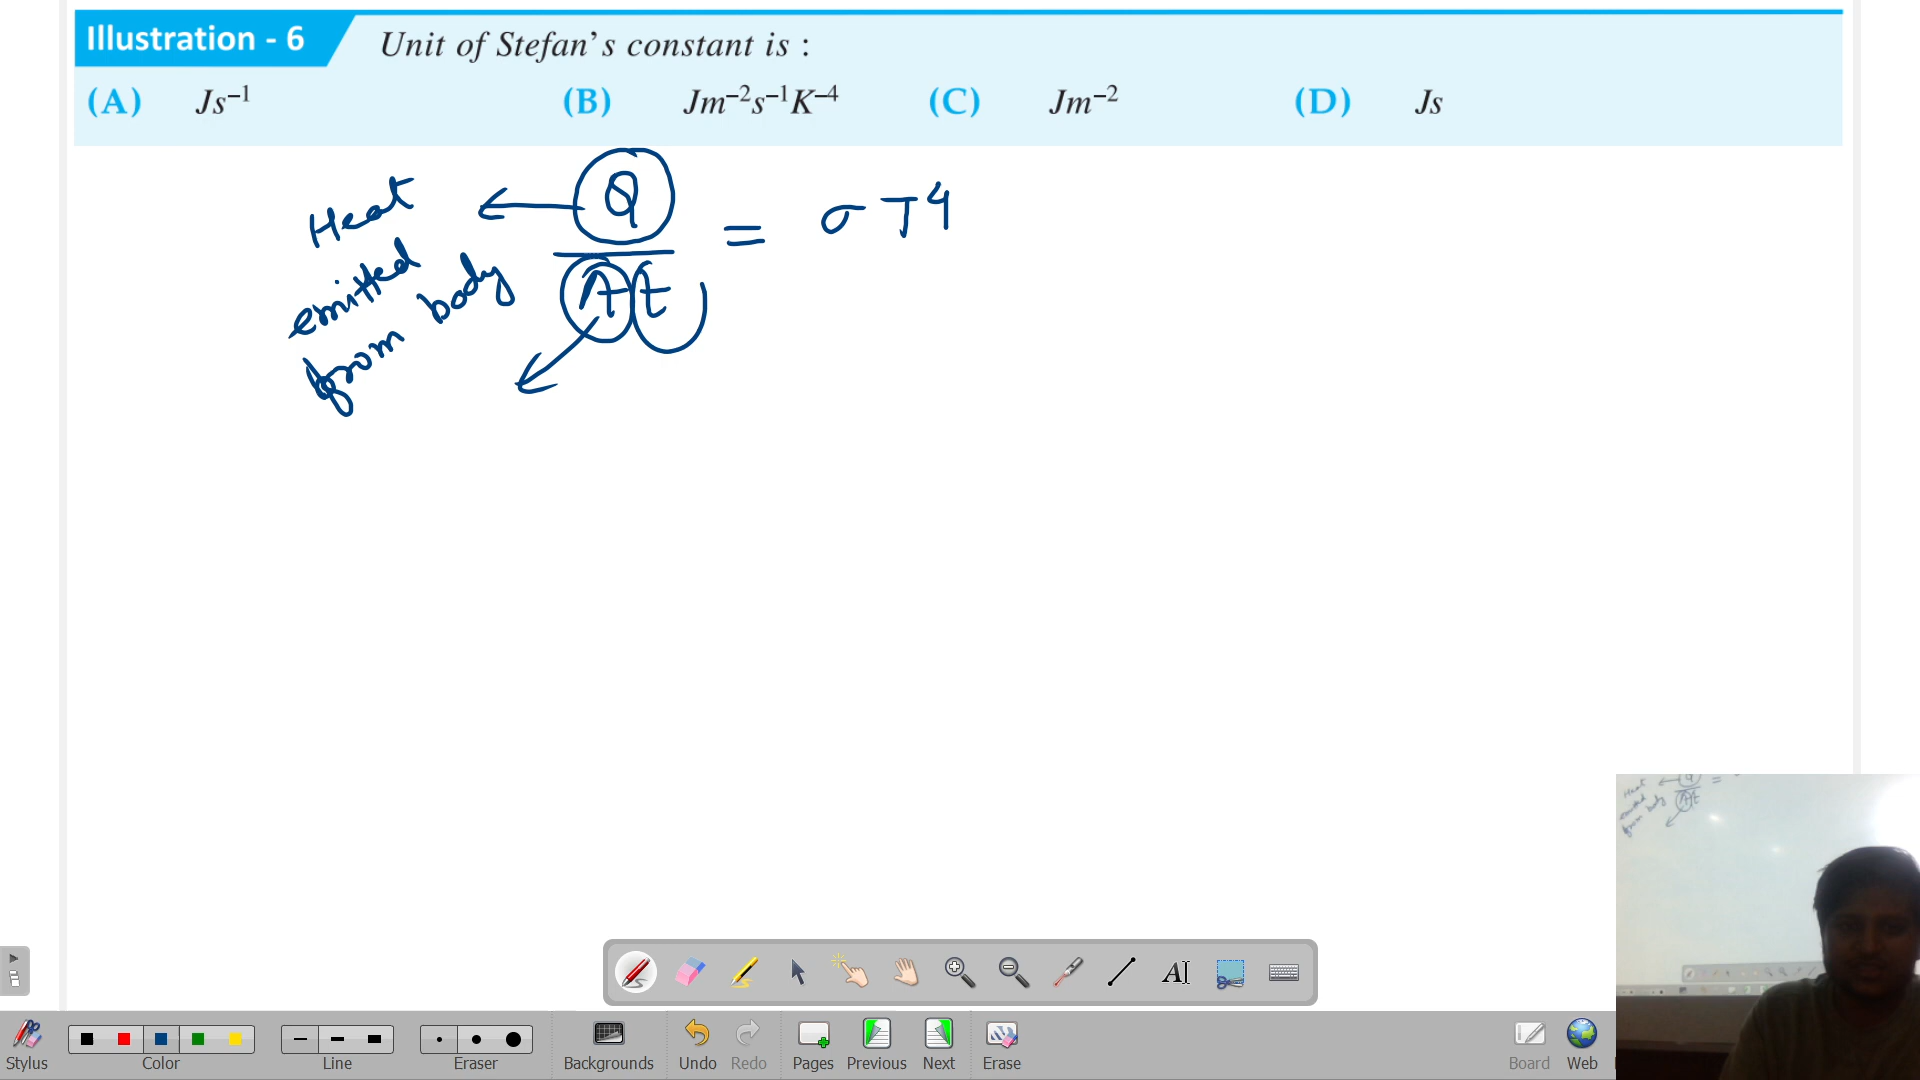 Illustration - 6 Unit of Stefan's constant is :
(A) Js⁻¹ (B) Jm⁻²s⁻¹K⁻⁴ (C) Jm⁻² (D) Js
Heat
emitted
from body
Q
At
= σT⁴
Stylus Color Line Eraser Backgrounds Undo Redo Pages Previous Next Erase Board Web